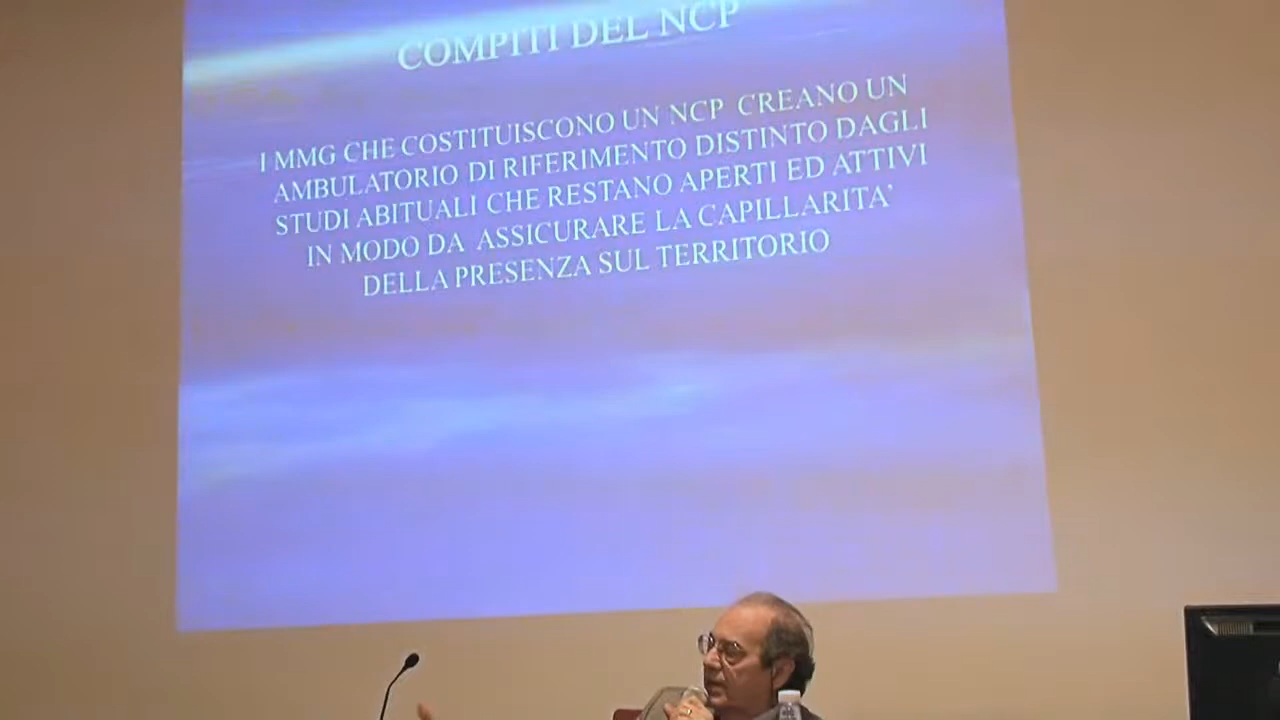 COMPITI DEL NCP
I MMG CHE COSTITUISCONO UN NCP CREANO UN
AMBULATORIO DI RIFERIMENTO DISTINTO DAGLI
STUDI ABITUALI CHE RESTANO APERTI ED ATTIVI
IN MODO DA ASSICURARE LA CAPILLARITA'
DELLA PRESENZA SUL TERRITORIO